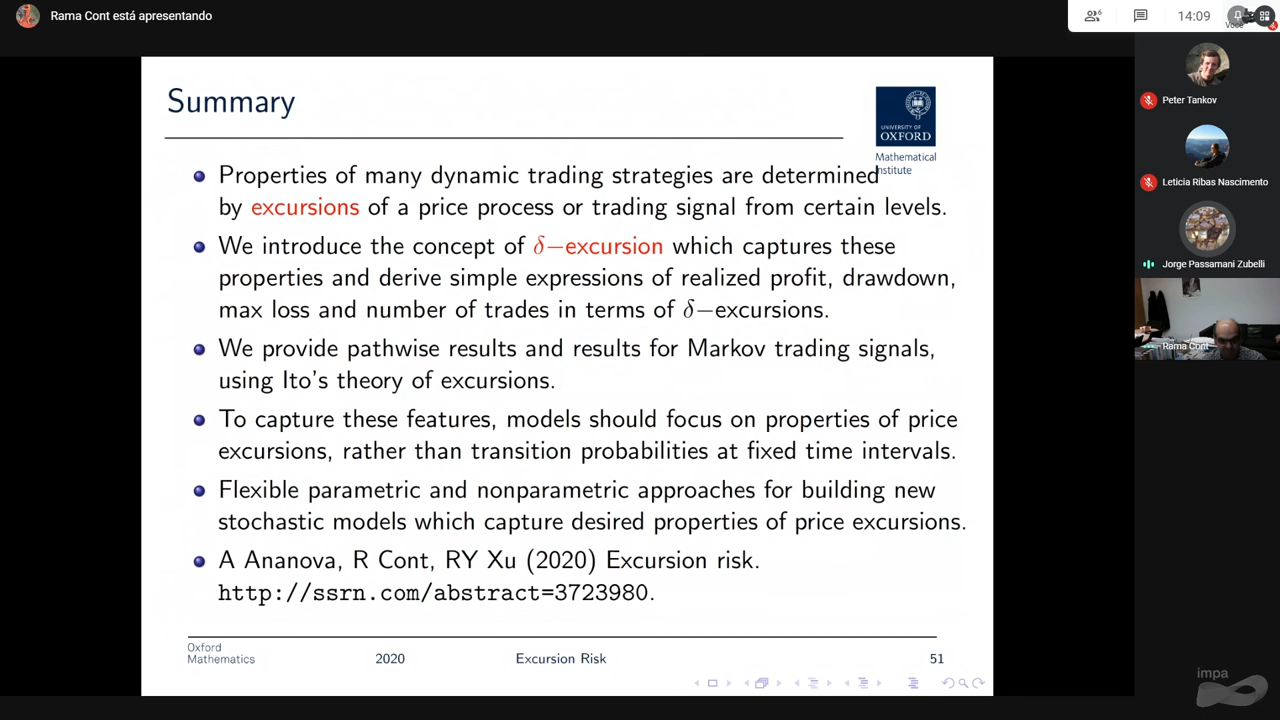 Rama Cont está apresentando
6
14:09
Você
Summary
UNIVERSITY OF
OXFORD
Mathematical
Institute
Properties of many dynamic trading strategies are determined
by excursions of a price process or trading signal from certain levels.
We introduce the concept of δ−excursion which captures these
properties and derive simple expressions of realized profit, drawdown,
max loss and number of trades in terms of δ−excursions.
We provide pathwise results and results for Markov trading signals,
using Ito's theory of excursions.
To capture these features, models should focus on properties of price
excursions, rather than transition probabilities at fixed time intervals.
Flexible parametric and nonparametric approaches for building new
stochastic models which capture desired properties of price excursions.
A Ananova, R Cont, RY Xu (2020) Excursion risk.
http://ssrn.com/abstract=3723980.
Oxford
Mathematics
2020
Excursion Risk
51
Peter Tankov
Leticia Ribas Nascimento
Jorge Passamani Zubelli
Rama Cont
impa